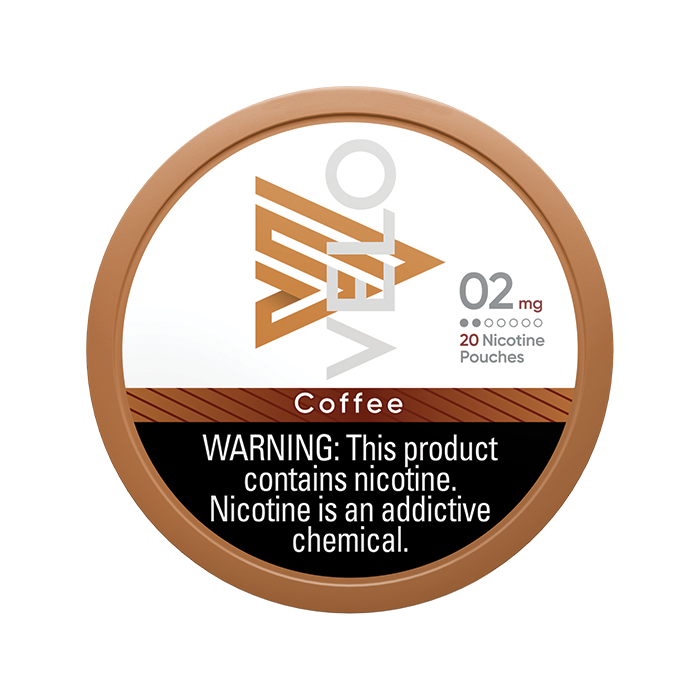 VELO
02 mg
20 Nicotine
Pouches
Coffee
WARNING: This product
contains nicotine.
Nicotine is an addictive
chemical.